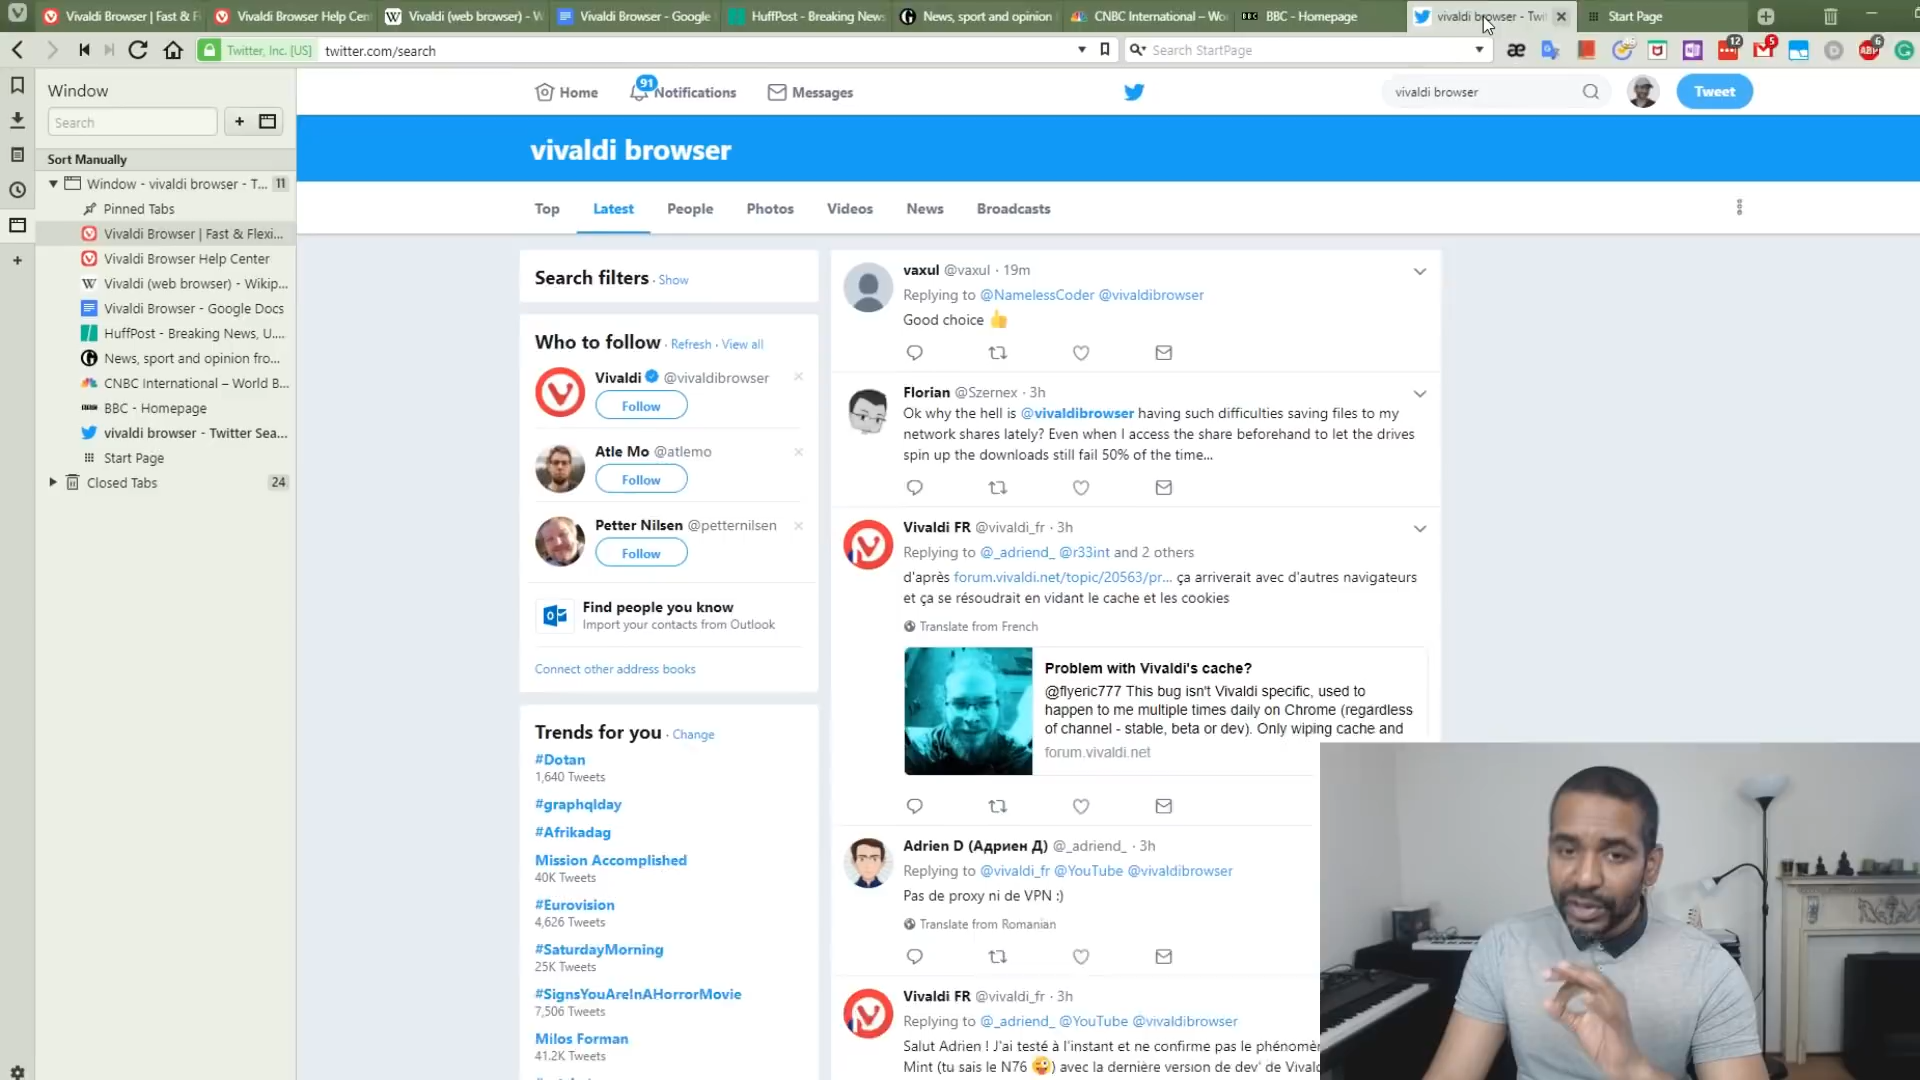 Vivaldi Browser | Fast & F
Vivaldi Browser Help Cen
Vivaldi (web browser) - W
Vivaldi Browser - Google
HuffPost - Breaking News
News, sport and opinion
CNBC International – Wo
BBC - Homepage
vivaldi browser - Twi
Start Page
Twitter, Inc. [US]
twitter.com/search
Search StartPage
12
5
6
Window
Search
Sort Manually
Window - vivaldi browser - T... 11
Pinned Tabs
Vivaldi Browser | Fast & Flexi...
Vivaldi Browser Help Center
Vivaldi (web browser) - Wikip...
Vivaldi Browser - Google Docs
HuffPost - Breaking News, U....
News, sport and opinion fro...
CNBC International – World B...
BBC - Homepage
vivaldi browser - Twitter Sea...
Start Page
Closed Tabs 24
Home
91
Notifications
Messages
vivaldi browser
Tweet
vivaldi browser
Top
Latest
People
Photos
Videos
News
Broadcasts
Search filters · Show
Who to follow · Refresh · View all
Vivaldi @vivaldibrowser
Follow
Atle Mo @atlemo
Follow
Petter Nilsen @petternilsen
Follow
Find people you know
Import your contacts from Outlook
Connect other address books
Trends for you · Change
#Dotan
1,640 Tweets
#graphqlday
#Afrikadag
Mission Accomplished
40K Tweets
#Eurovision
4,626 Tweets
#SaturdayMorning
25K Tweets
#SignsYouAreInAHorrorMovie
7,506 Tweets
Milos Forman
41.2K Tweets
vaxul @vaxul · 19m
Replying to @NamelessCoder @vivaldibrowser
Good choice 👍
Florian @Szernex · 3h
Ok why the hell is @vivaldibrowser having such difficulties saving files to my
network shares lately? Even when I access the share beforehand to let the drives
spin up the downloads still fail 50% of the time...
Vivaldi FR @vivaldi_fr · 3h
Replying to @_adriend_ @r33int and 2 others
d'après forum.vivaldi.net/topic/20563/pr... ça arriverait avec d'autres navigateurs
et ça se résoudrait en vidant le cache et les cookies
Translate from French
Problem with Vivaldi's cache?
@flyeric777 This bug isn't Vivaldi specific, used to
happen to me multiple times daily on Chrome (regardless
of channel - stable, beta or dev). Only wiping cache and
forum.vivaldi.net
Adrien D (Адриен Д) @_adriend_ · 3h
Replying to @vivaldi_fr @YouTube @vivaldibrowser
Pas de proxy ni de VPN :)
Translate from Romanian
Vivaldi FR @vivaldi_fr · 3h
Replying to @_adriend_ @YouTube @vivaldibrowser
Salut Adrien ! J'ai testé à l'instant et ne confirme pas le phénomèn
Mint (tu sais le N76 😜) avec la dernière version de dev' de Vivald